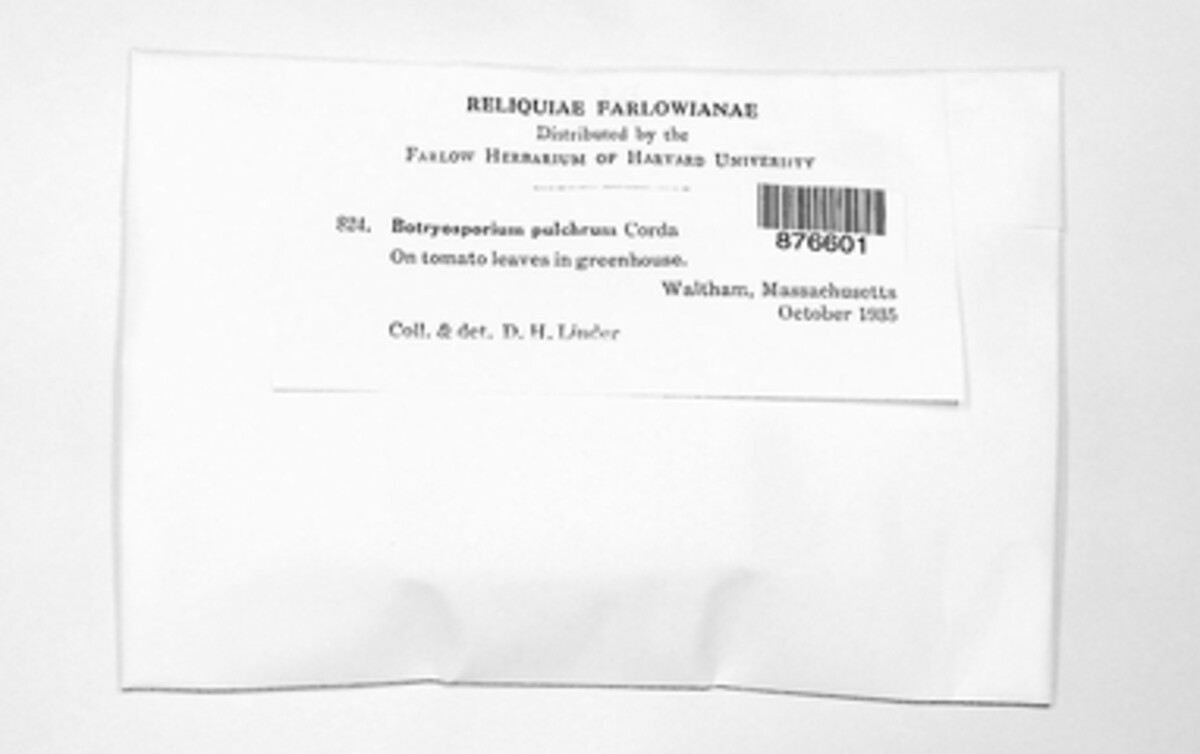 RELIQUIAE FARLOWIANAE
Distributed by the
FARLOW HERBARIUM OF HARVARD UNIVERSITY
876601
824. Botryosporium pulchrum Corda
On tomato leaves in greenhouse.
Waltham, Massachusetts
October 1935
Coll. & det. D. H. Linder